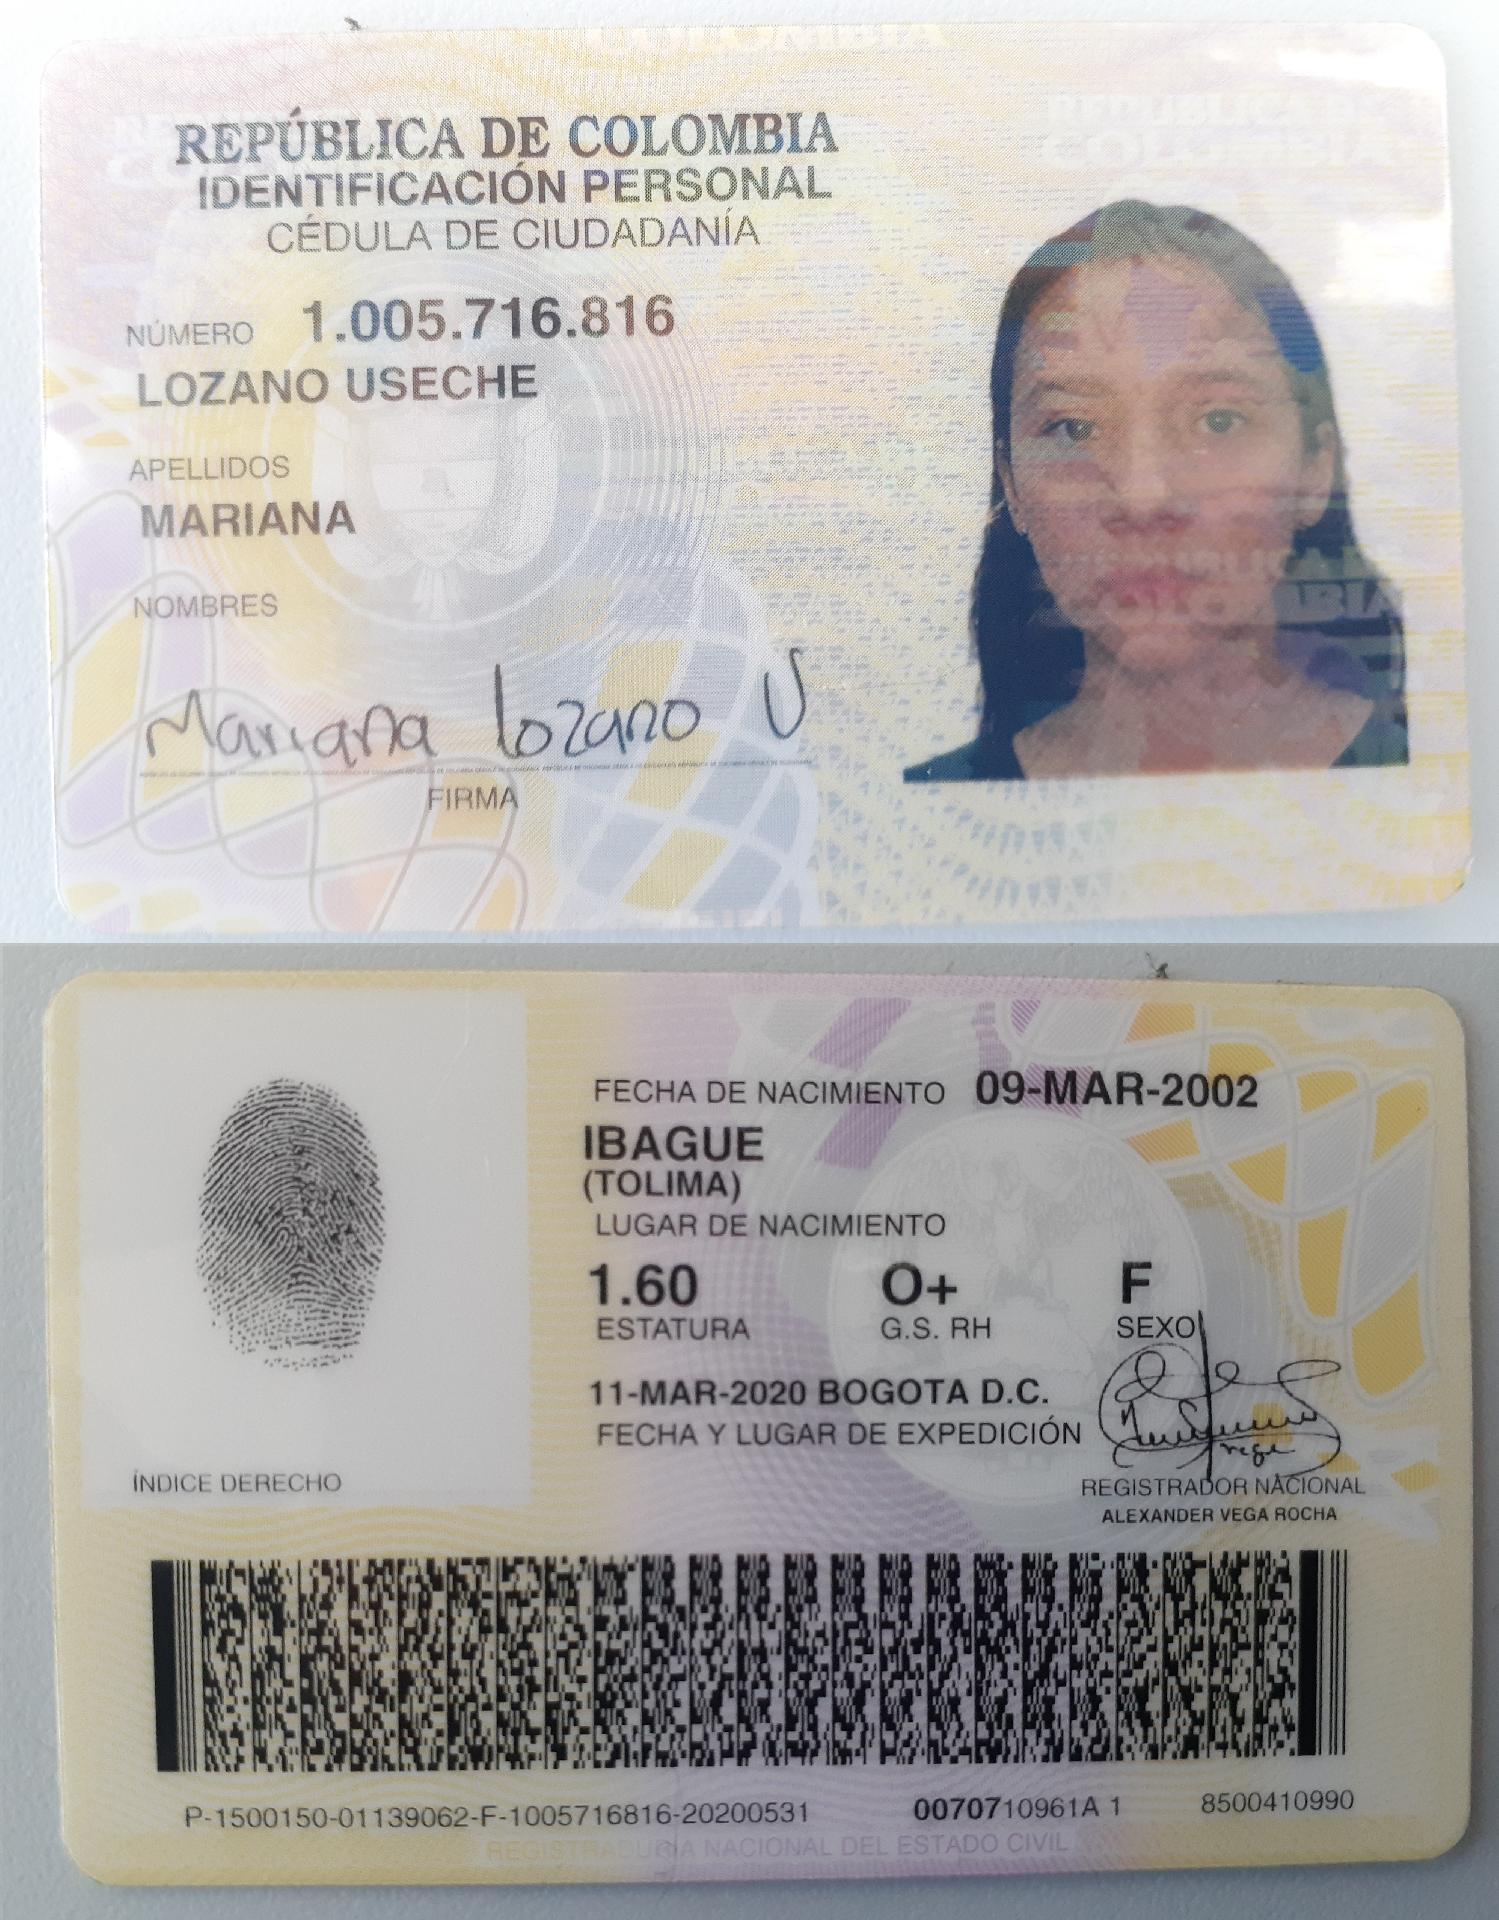 REPÚBLICA DE COLOMBIA
IDENTIFICACIÓN PERSONAL
CÉDULA DE CIUDADANÍA
NÚMERO 1.005.716.816
LOZANO USECHE
APELLIDOS
MARIANA
NOMBRES
Mariana Lozano U
FIRMA
FECHA DE NACIMIENTO 09-MAR-2002
IBAGUE
(TOLIMA)
LUGAR DE NACIMIENTO
1.60 O+ F
ESTATURA G.S. RH SEXO
11-MAR-2020 BOGOTA D.C.
FECHA Y LUGAR DE EXPEDICIÓN
ÍNDICE DERECHO
REGISTRADOR NACIONAL
ALEXANDER VEGA ROCHA
P-1500150-01139062-F-1005716816-20200531 0070710961A 1 8500410990
REGISTRADURIA NACIONAL DEL ESTADO CIVIL